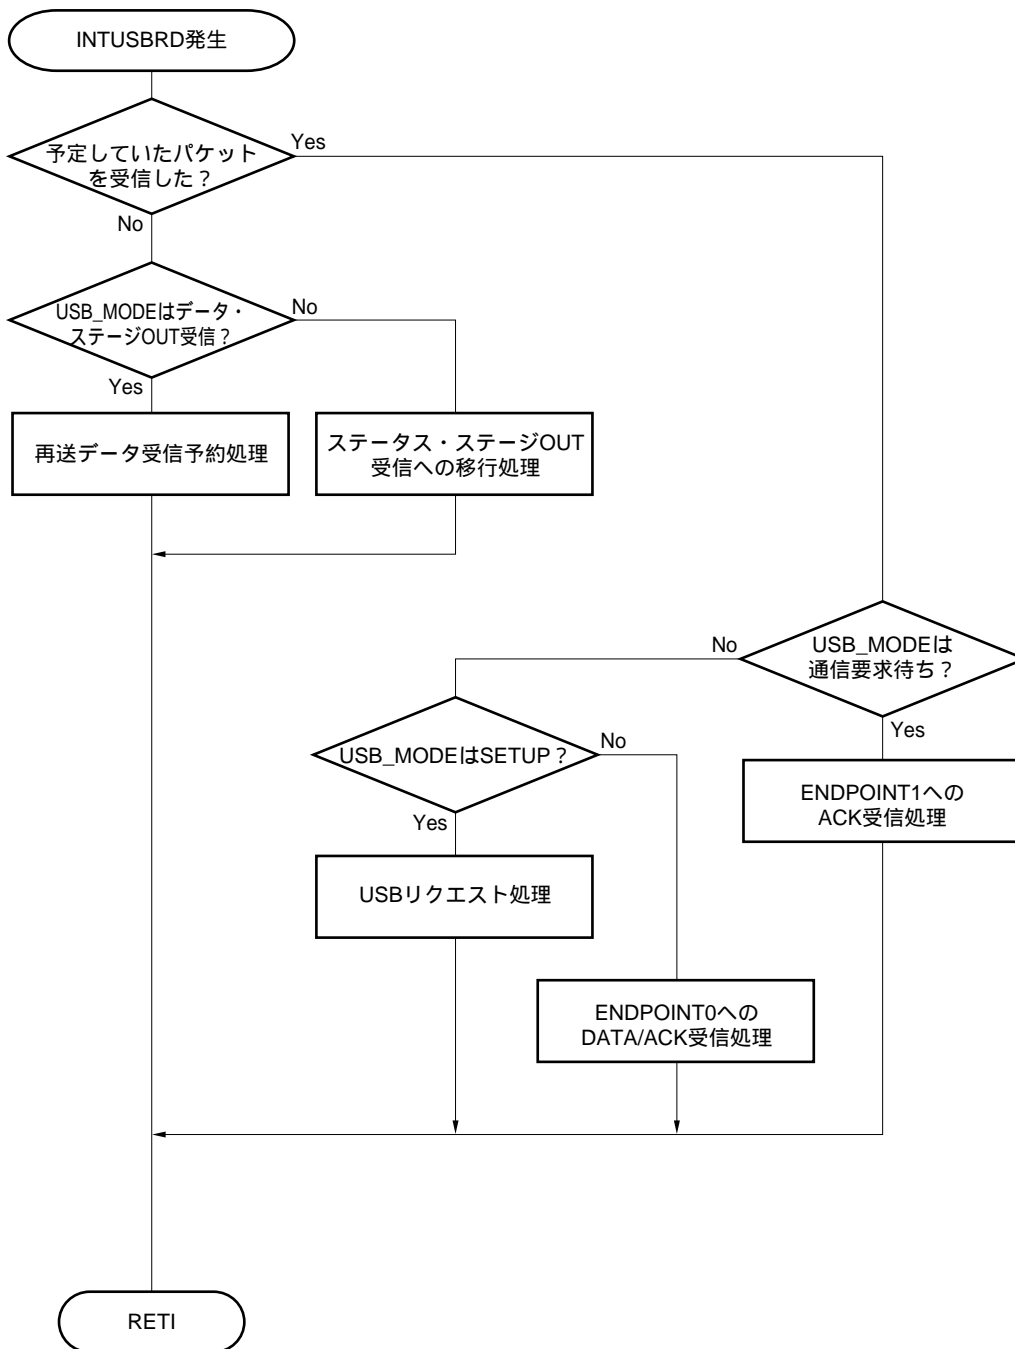 INTUSBRD発生
予定していたパケット
を受信した？
Yes
No
USB_MODEはデータ・
ステージOUT受信？
No
Yes
再送データ受信予約処理
ステータス・ステージOUT
受信への移行処理
USB_MODEは
通信要求待ち？
No
Yes
USB_MODEはSETUP？
No
Yes
ENDPOINT1への
ACK受信処理
USBリクエスト処理
ENDPOINT0への
DATA/ACK受信処理
RETI